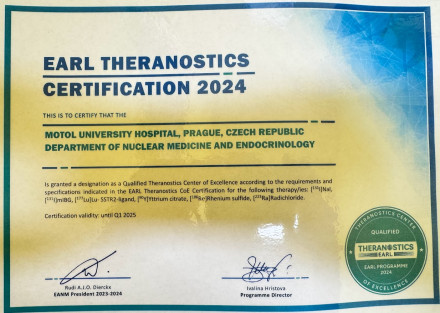 EARL THERANOSTICS
CERTIFICATION 2024
THIS IS TO CERTIFY THAT THE
MOTOL UNIVERSITY HOSPITAL, PRAGUE, CZECH REPUBLIC
DEPARTMENT OF NUCLEAR MEDICINE AND ENDOCRINOLOGY
Is granted a designation as a Qualified Theranostics Center of Excellence according to the requirements and
specifications indicated in the EARL Theranostics CoE Certification for the following therapy/ies: [¹³¹I]NaI,
[¹³¹I]mIBG, [¹⁷⁷Lu]Lu- SSTR2-ligand, [⁹⁰Y]Yttrium citrate, [¹⁸⁶Re]Rhenium sulfide, [²²³Ra]Radichloride.
Certification validity: until Q1 2025
Rudi A.J.O. Dierckx
EANM President 2023-2024
Ivalina Hristova
Programme Director
THERANOSTICS CENTER
QUALIFIED
THERANOSTICS
EARL
EARL PROGRAMME
2024
OF EXCELLENCE